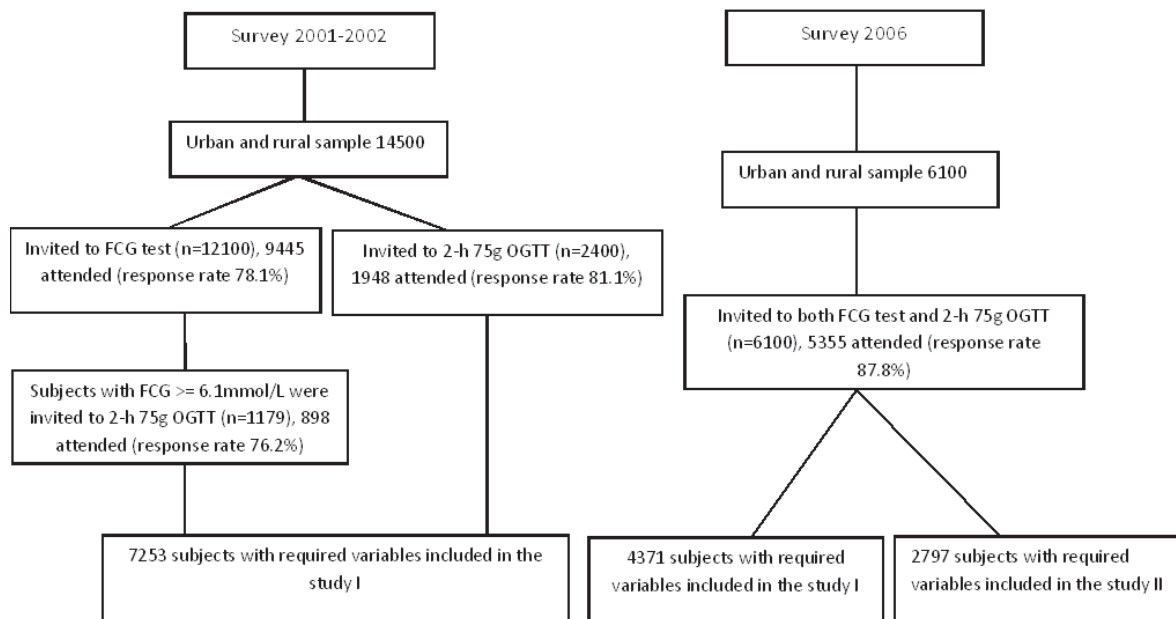 Survey 2001-2002
Urban and rural sample 14500
Invited to FCG test (n=12100), 9445
attended (response rate 78.1%)
Invited to 2-h 75g OGTT (n=2400),
1948 attended (response rate 81.1%)
Subjects with FCG >= 6.1mmol/L were
invited to 2-h 75g OGTT (n=1179), 898
attended (response rate 76.2%)
7253 subjects with required variables included in the
study I
Survey 2006
Urban and rural sample 6100
Invited to both FCG test and 2-h 75g OGTT
(n=6100), 5355 attended (response rate
87.8%)
4371 subjects with required
variables included in the study I
2797 subjects with required
variables included in the study II